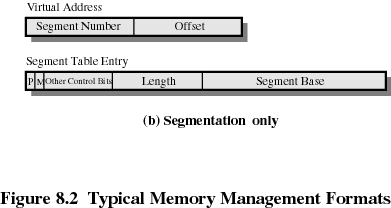 Virtual Address
Segment Number Offset
Segment Table Entry
P M Other Control Bits Length Segment Base
(b) Segmentation only
Figure 8.2 Typical Memory Management Formats